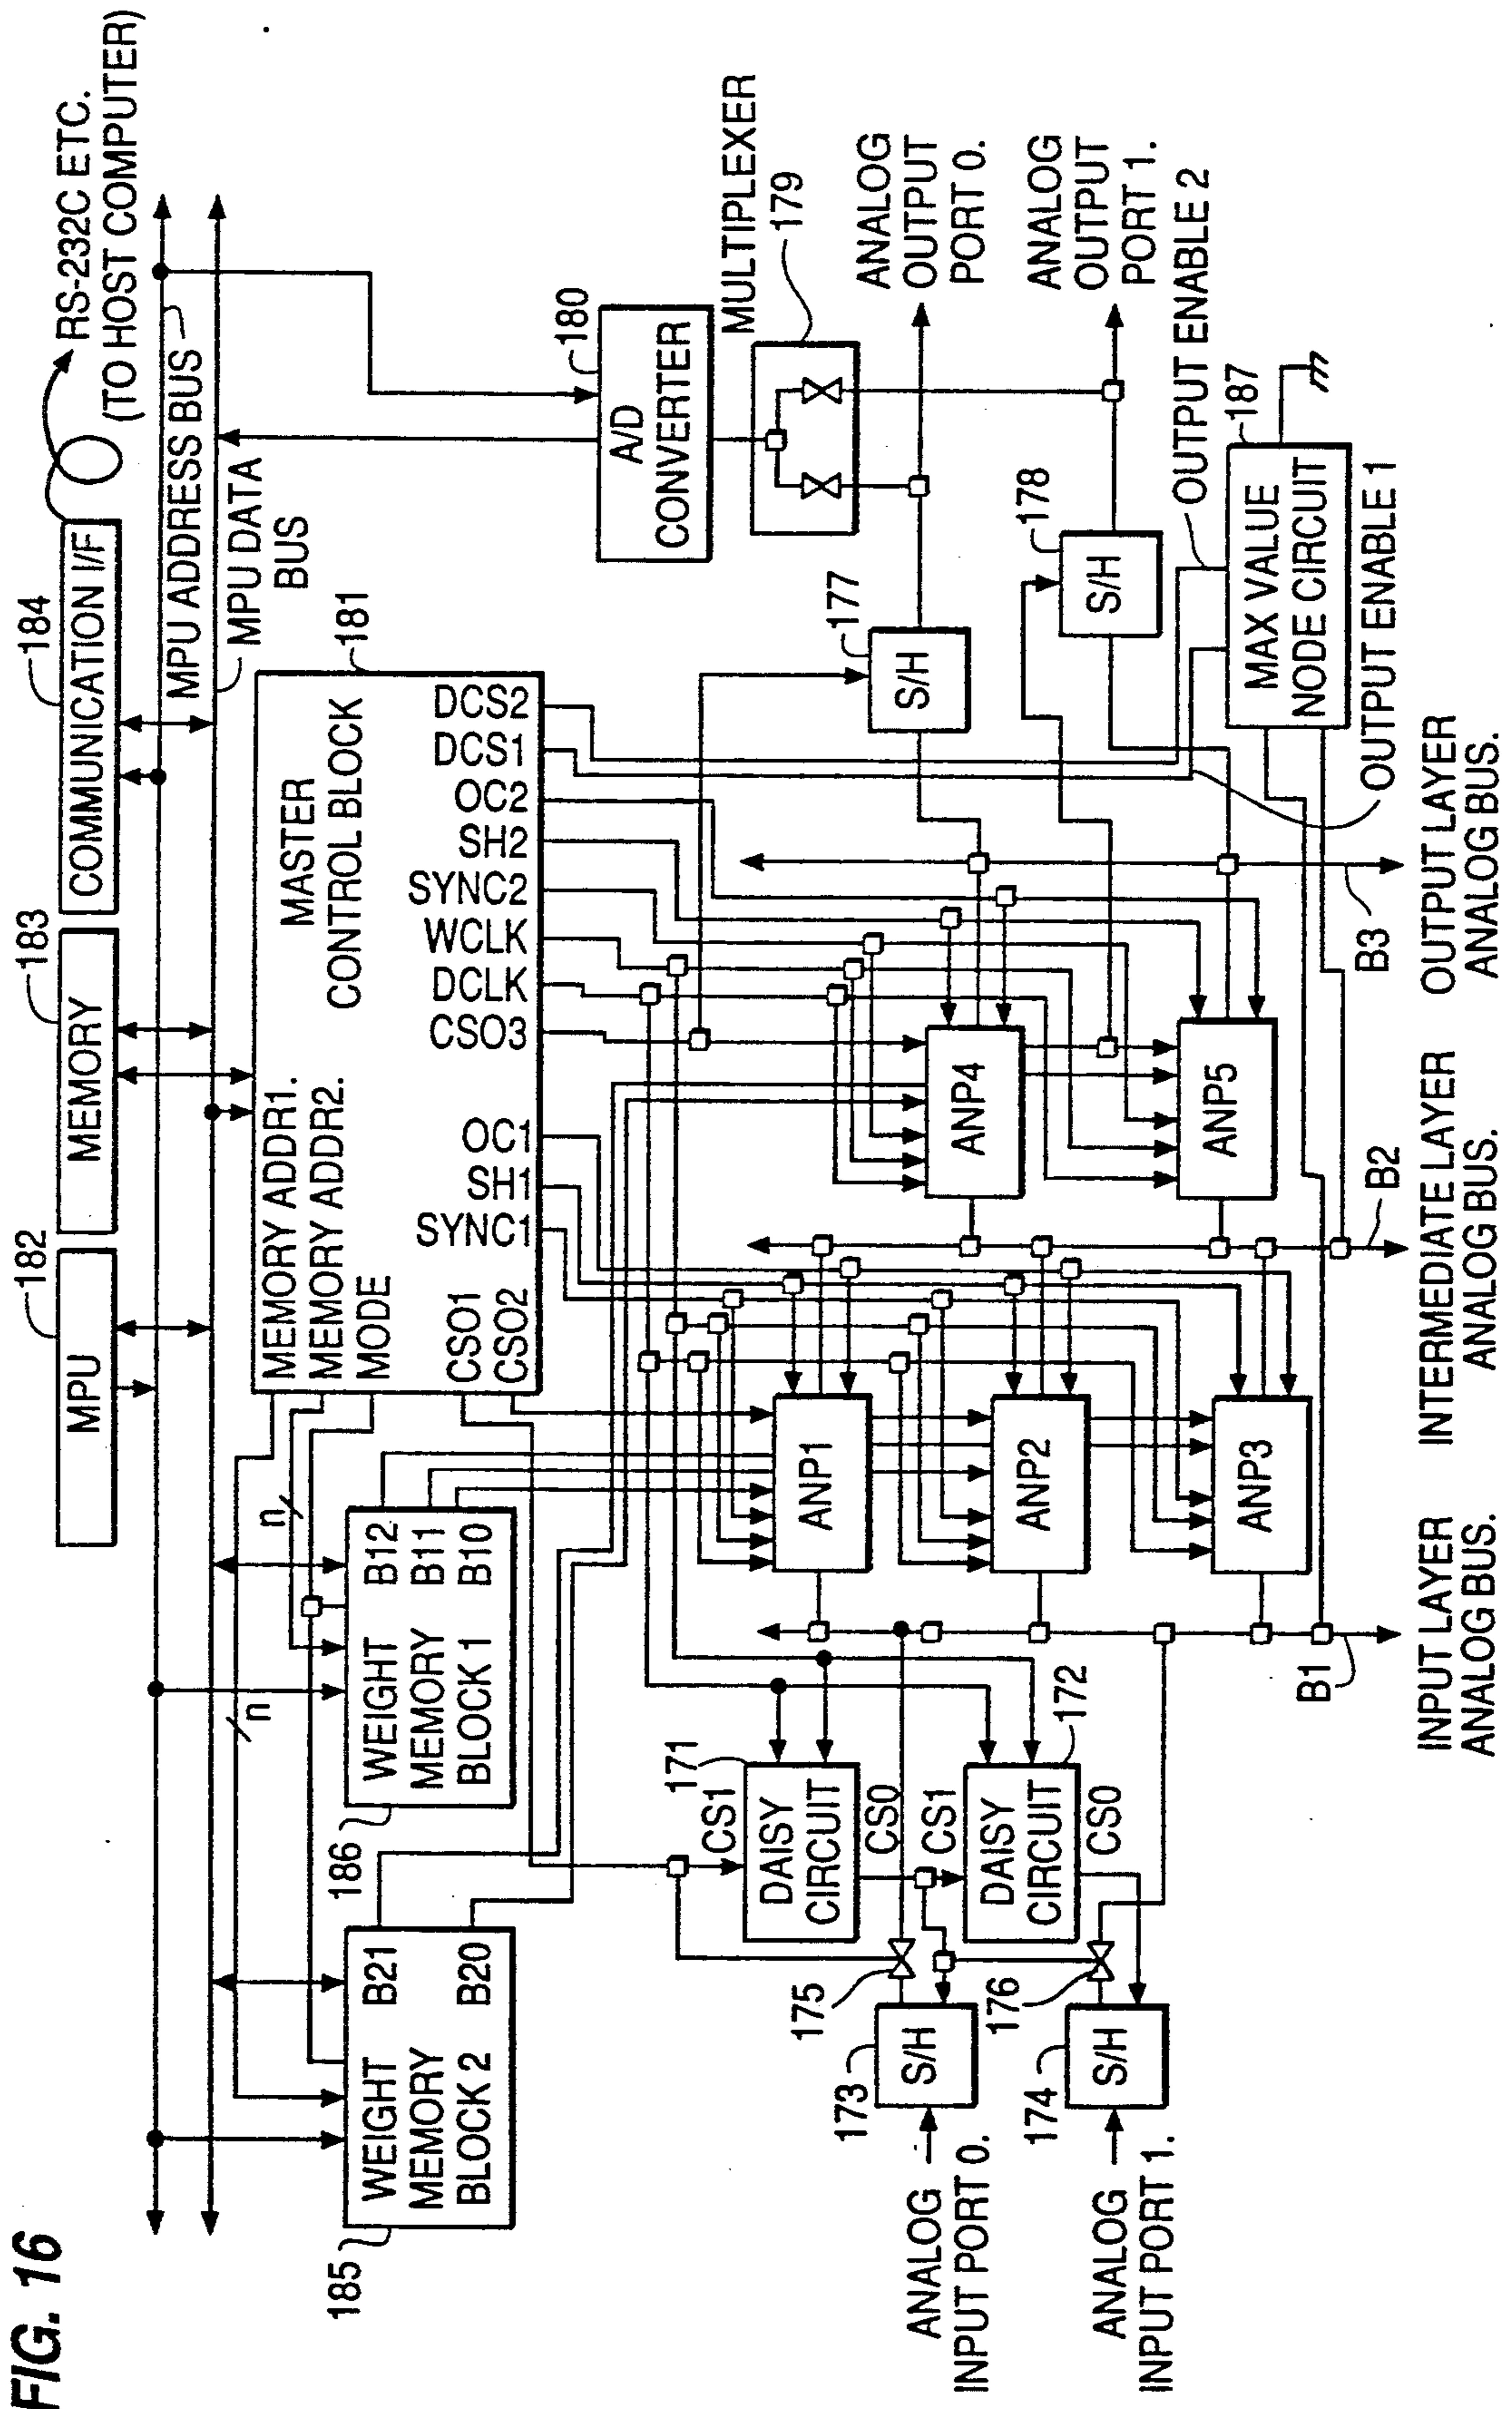 FIG. 16
182
MPU
183
MEMORY
184
COMMUNICATION I/F
RS-232C ETC.
(TO HOST COMPUTER)
MPU ADDRESS BUS
MPU DATA
BUS
185
WEIGHT
MEMORY
BLOCK 2
B21
B20
186
WEIGHT
MEMORY
BLOCK 1
B12
B11
B10
n
n
181
MASTER
CONTROL BLOCK
MEMORY ADDR1.
MEMORY ADDR2.
MODE
CSO1
CSO2
SYNC1
SH1
OC1
CSO3
DCLK
WCLK
SYNC2
SH2
OC2
DCS1
DCS2
180
A/D
CONVERTER
MULTIPLEXER
179
171
CS1
DAISY
CIRCUIT
CS0
172
CS1
DAISY
CIRCUIT
CS0
175
176
173
S/H
174
S/H
ANALOG
INPUT PORT 0.
ANALOG
INPUT PORT 1.
ANP1
ANP2
ANP3
ANP4
ANP5
177
S/H
178
S/H
ANALOG
OUTPUT
PORT 0.
ANALOG
OUTPUT
PORT 1.
OUTPUT ENABLE 2
187
MAX VALUE
NODE CIRCUIT
OUTPUT ENABLE 1
B1
INPUT LAYER
ANALOG BUS.
B2
INTERMEDIATE LAYER
ANALOG BUS.
B3
OUTPUT LAYER
ANALOG BUS.